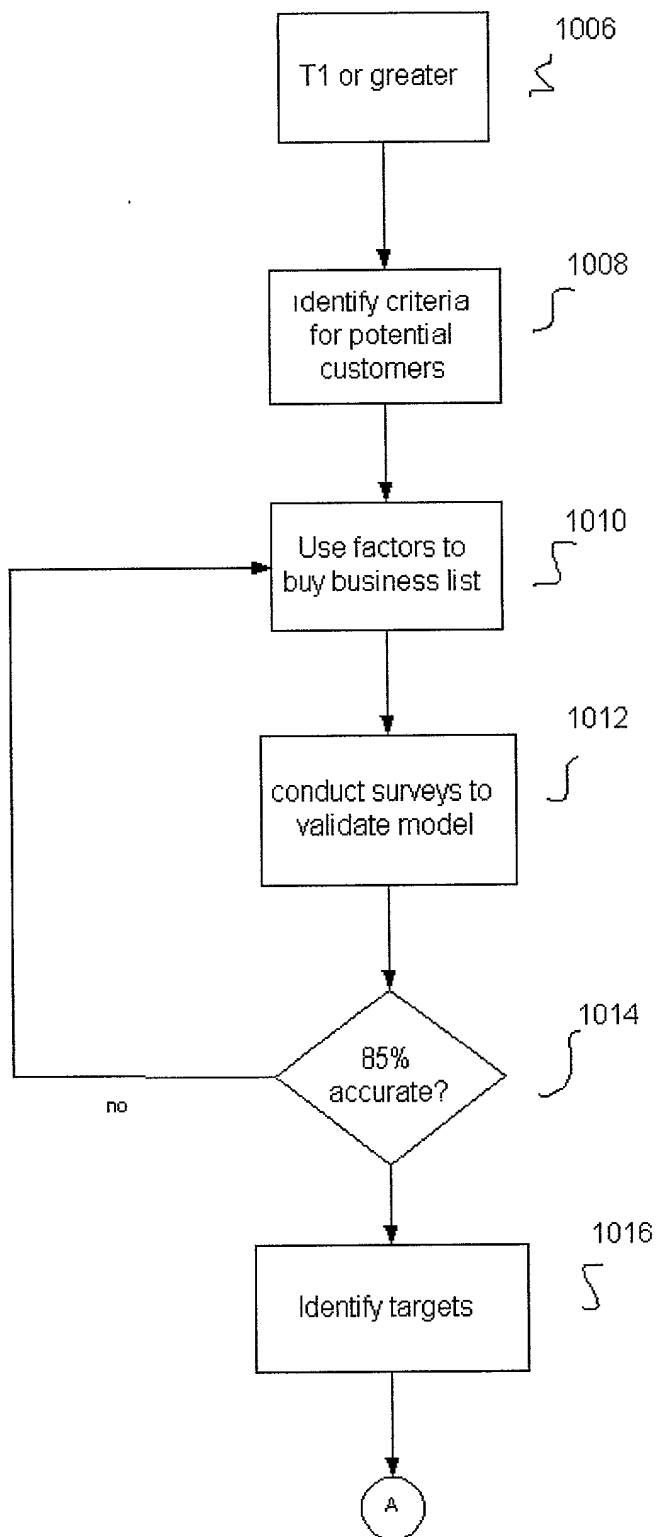 1006
T1 or greater
1008
identify criteria
for potential
customers
1010
Use factors to
buy business list
1012
conduct surveys to
validate model
1014
85%
accurate?
no
1016
Identify targets
A